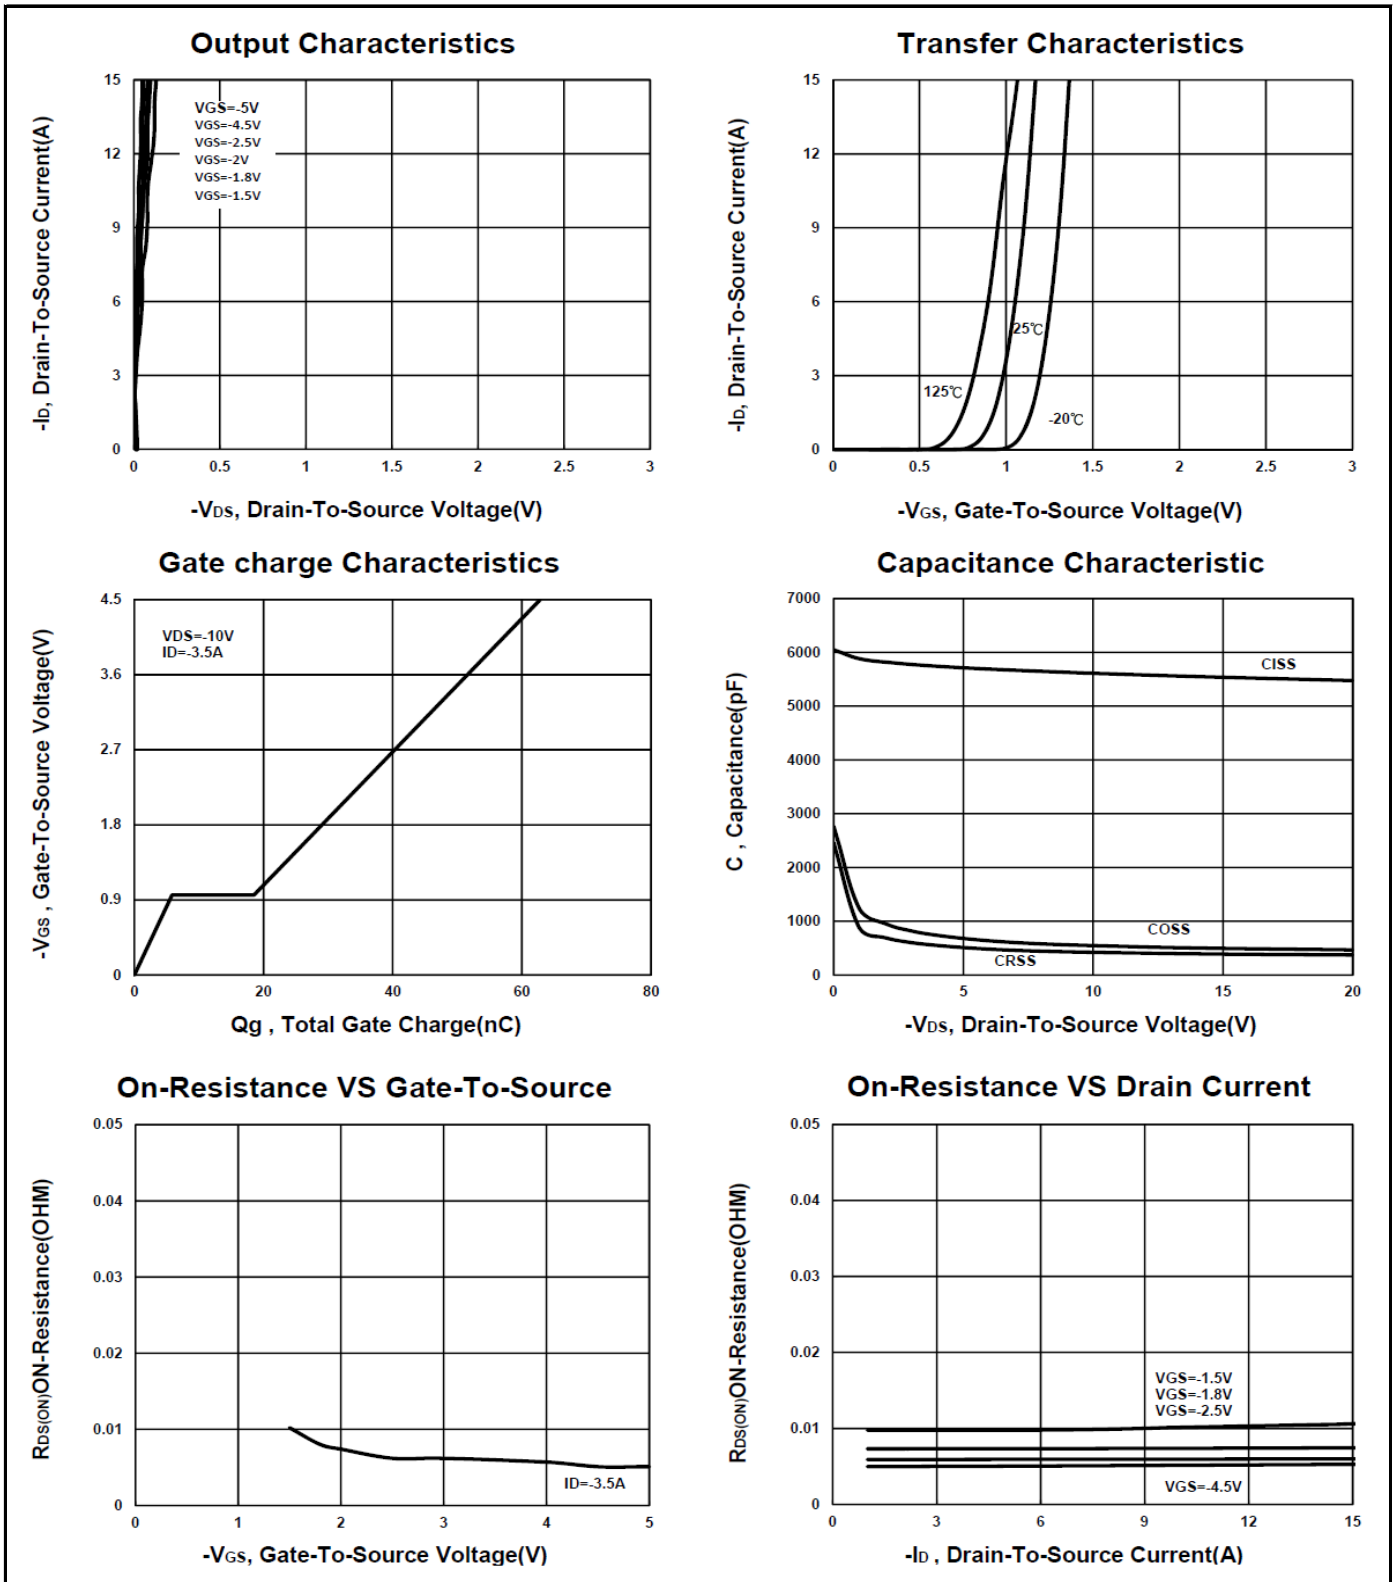 Output Characteristics
15
12
9
6
3
0
0
0.5
1
1.5
2
2.5
3
VGS=-5V
VGS=-4.5V
VGS=-2.5V
VGS=-2V
VGS=-1.8V
VGS=-1.5V
-ID, Drain-To-Source Current(A)
-VDS, Drain-To-Source Voltage(V)
Transfer Characteristics
15
12
9
6
3
0
0
0.5
1
1.5
2
2.5
3
25℃
125℃
-20℃
-ID, Drain-To-Source Current(A)
-VGS, Gate-To-Source Voltage(V)
Gate charge Characteristics
4.5
3.6
2.7
1.8
0.9
0
0
20
40
60
80
VDS=-10V
ID=-3.5A
-VGS , Gate-To-Source Voltage(V)
Qg , Total Gate Charge(nC)
Capacitance Characteristic
7000
6000
5000
4000
3000
2000
1000
0
0
5
10
15
20
CISS
COSS
CRSS
C , Capacitance(pF)
-VDS, Drain-To-Source Voltage(V)
On-Resistance VS Gate-To-Source
0.05
0.04
0.03
0.02
0.01
0
0
1
2
3
4
5
ID=-3.5A
RDS(ON)ON-Resistance(OHM)
-VGS, Gate-To-Source Voltage(V)
On-Resistance VS Drain Current
0.05
0.04
0.03
0.02
0.01
0
0
3
6
9
12
15
VGS=-1.5V
VGS=-1.8V
VGS=-2.5V
VGS=-4.5V
RDS(ON)ON-Resistance(OHM)
-ID , Drain-To-Source Current(A)